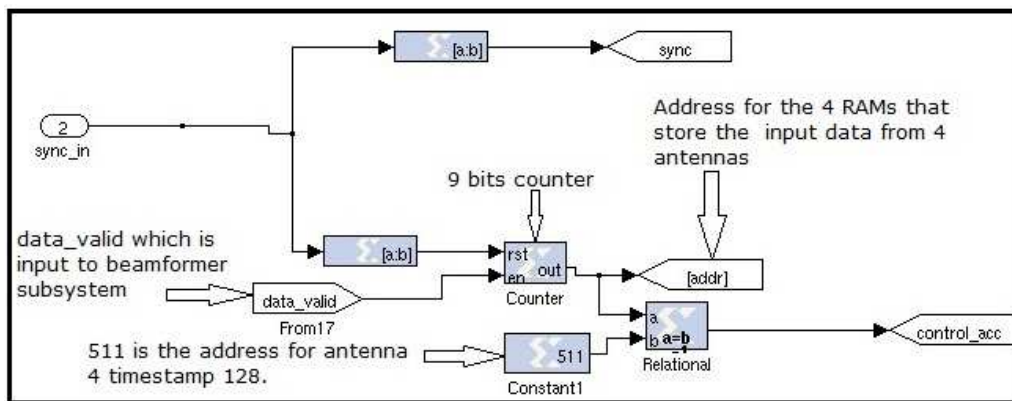 [a:b]
sync
2
sync_in
Address for the 4 RAMs that
store the input data from 4
antennas
9 bits counter
data_valid which is
input to beamformer
subsystem
[a:b]
rst
en
out
Counter
[addr]
data_valid
From17
a
b
a=b
Relational
control_acc
511 is the address for antenna
4 timestamp 128.
511
Constant1